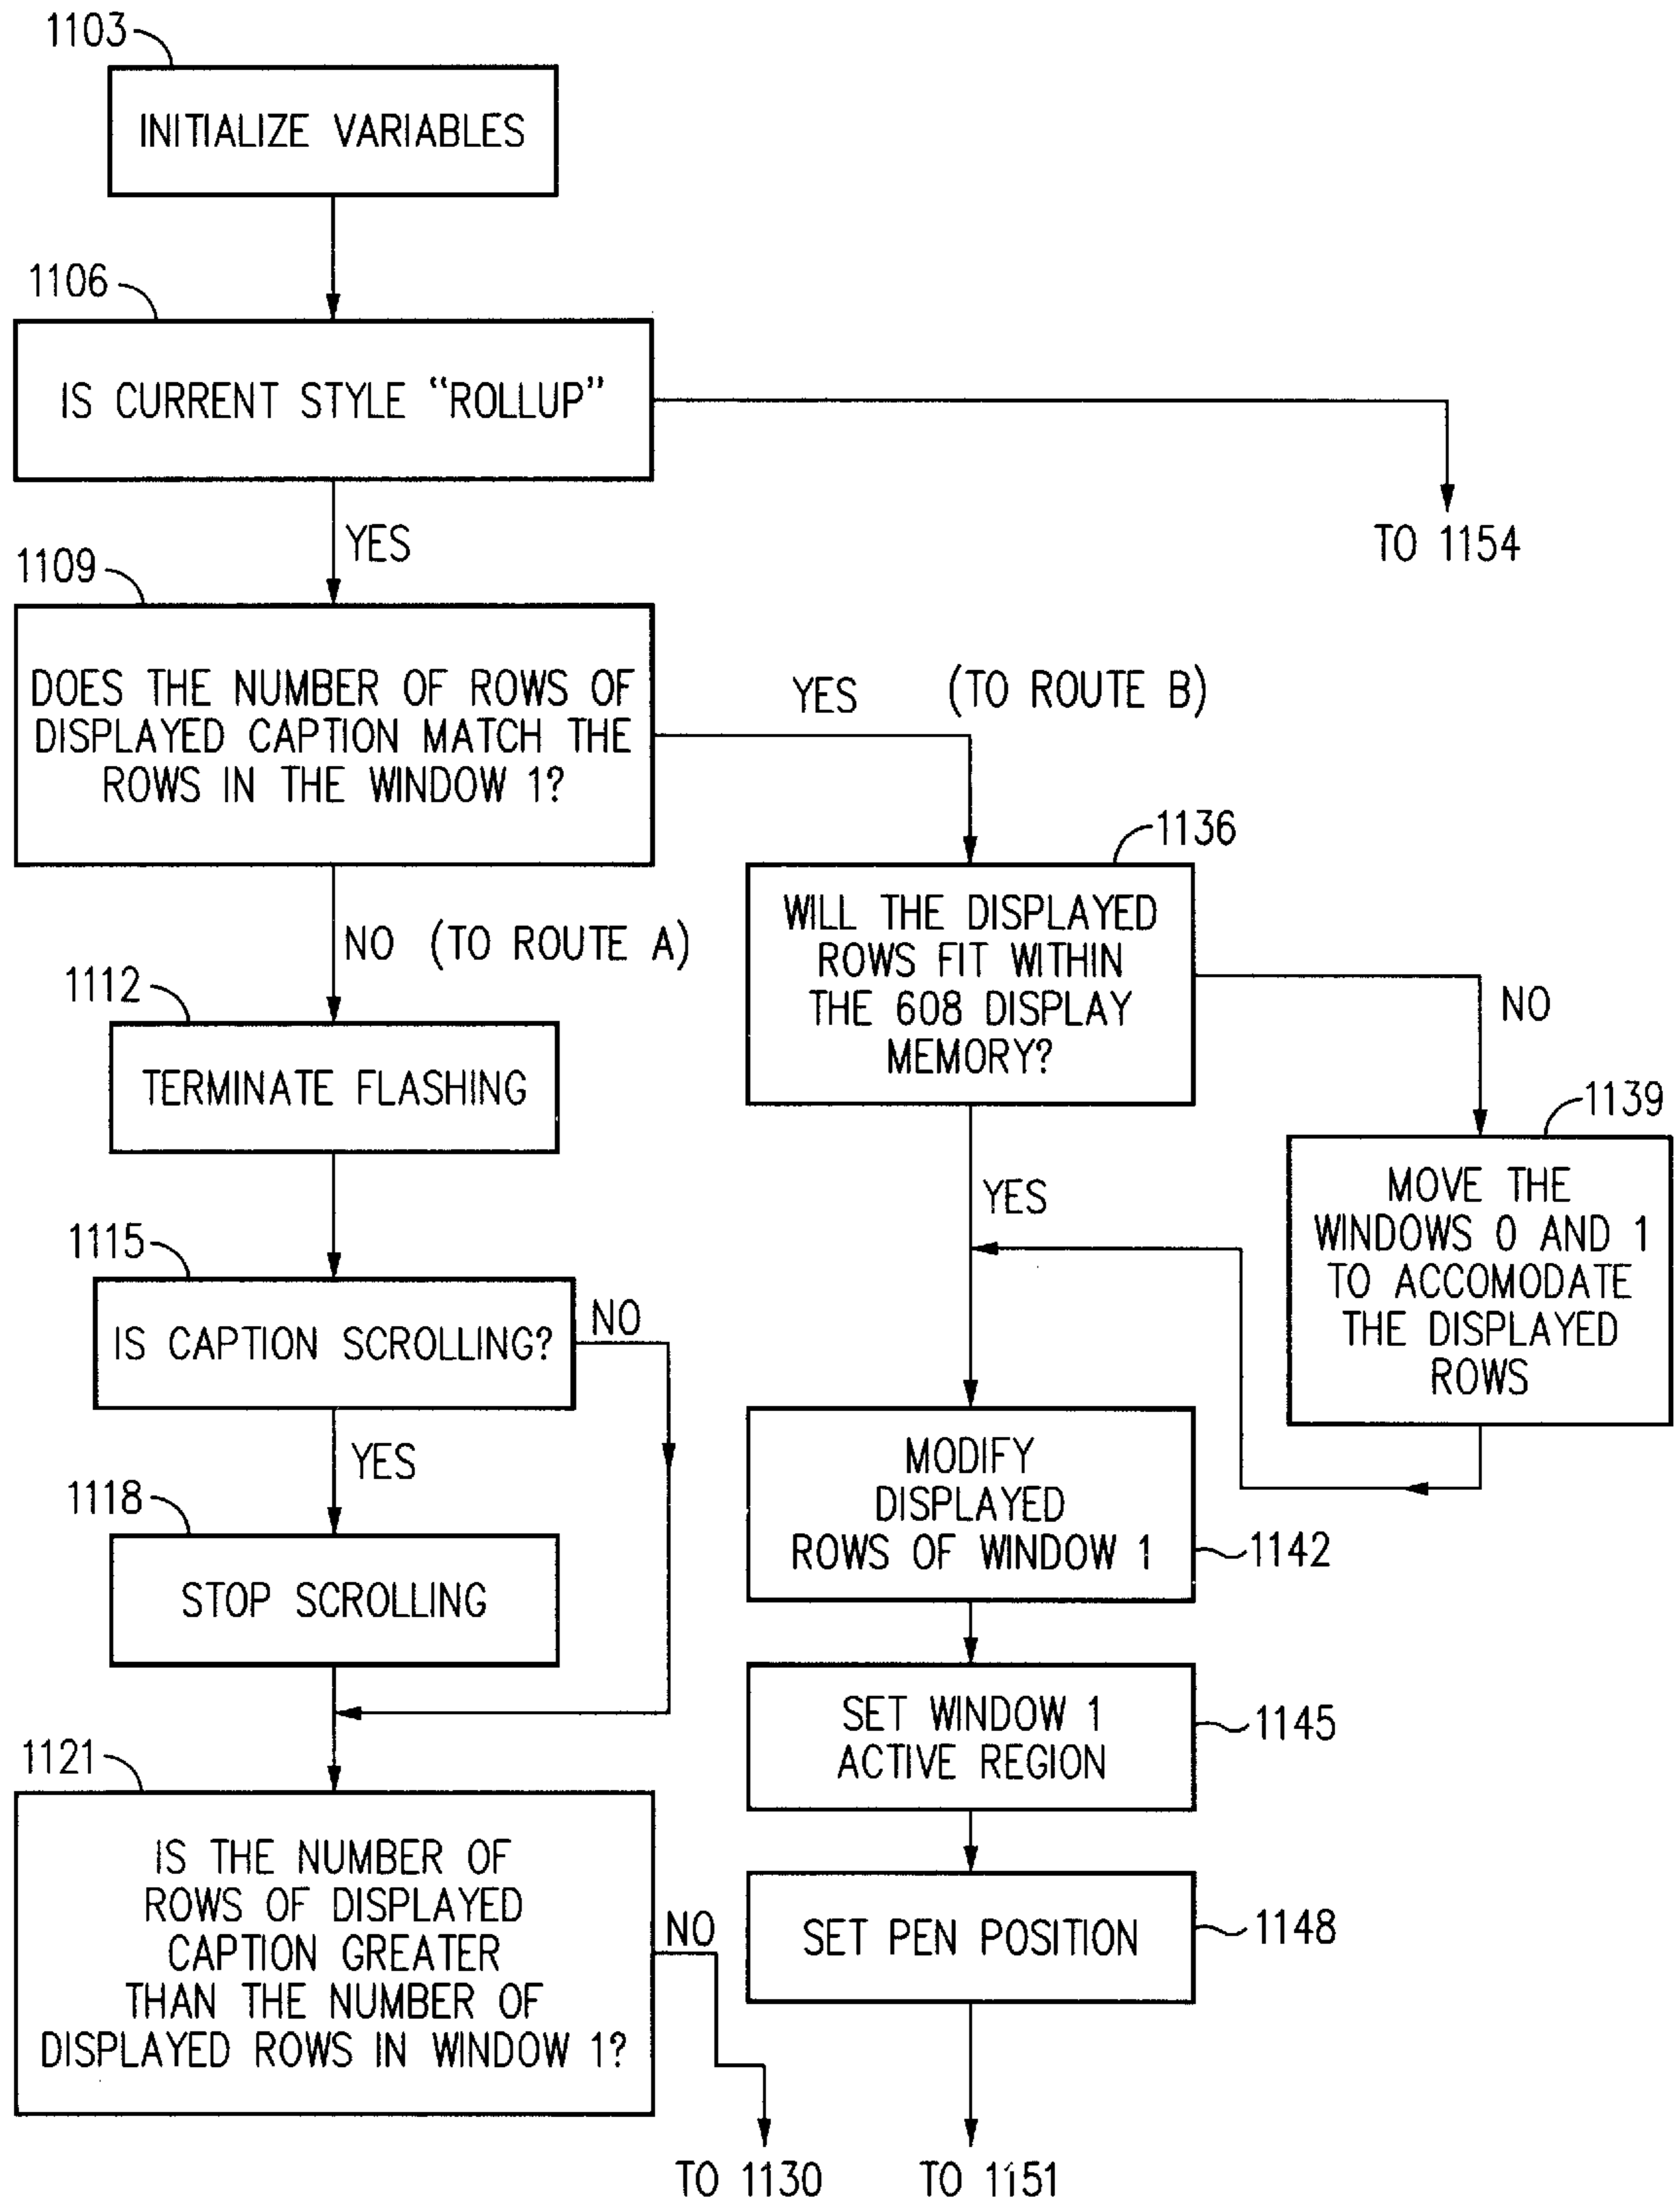 1103
INITIALIZE VARIABLES
1106
IS CURRENT STYLE “ROLLUP”
TO 1154
YES
1109
DOES THE NUMBER OF ROWS OF
DISPLAYED CAPTION MATCH THE
ROWS IN THE WINDOW 1?
YES (TO ROUTE B)
NO (TO ROUTE A)
1112
TERMINATE FLASHING
1115
IS CAPTION SCROLLING?
NO
YES
1118
STOP SCROLLING
1121
IS THE NUMBER OF
ROWS OF DISPLAYED
CAPTION GREATER
THAN THE NUMBER OF
DISPLAYED ROWS IN WINDOW 1?
NO
TO 1130
1136
WILL THE DISPLAYED
ROWS FIT WITHIN
THE 608 DISPLAY
MEMORY?
NO
YES
1139
MOVE THE
WINDOWS 0 AND 1
TO ACCOMODATE
THE DISPLAYED
ROWS
MODIFY
DISPLAYED
ROWS OF WINDOW 1
1142
SET WINDOW 1
ACTIVE REGION
1145
SET PEN POSITION
1148
TO 1151